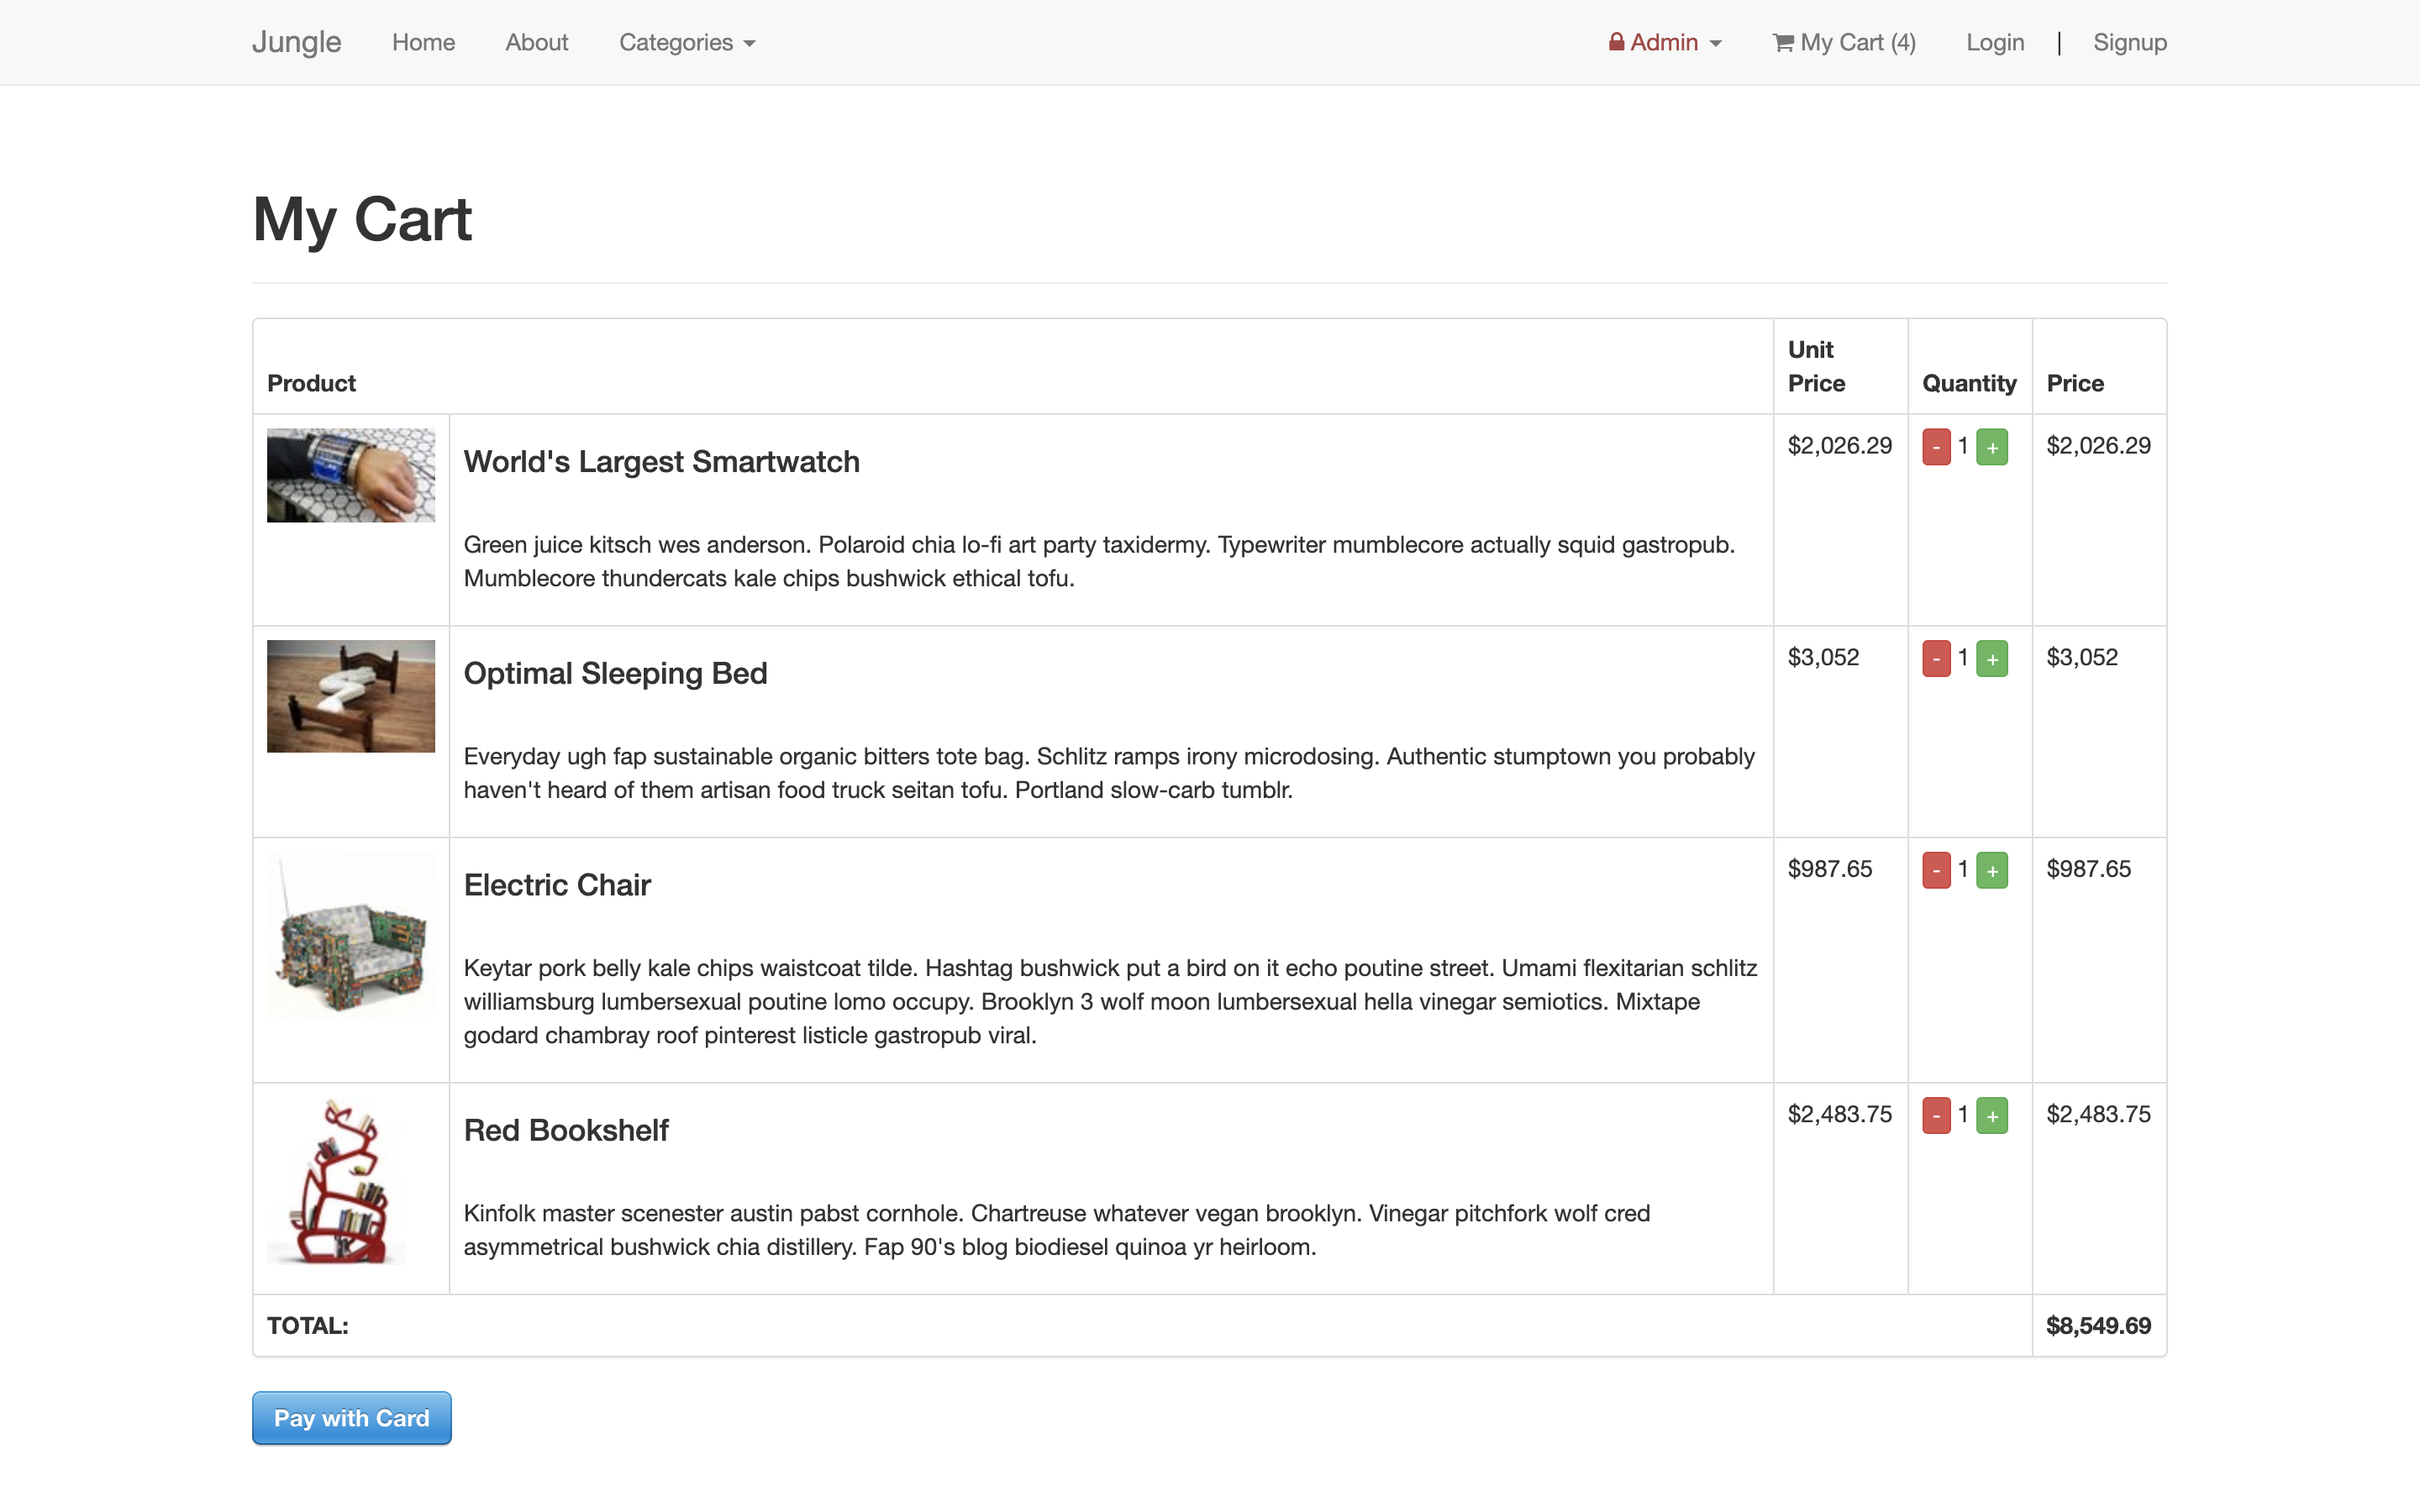 Jungle Home About Categories Admin My Cart (4) Login | Signup
My Cart
Product Unit Price Quantity Price
World's Largest Smartwatch $2,026.29 - 1 + $2,026.29
Green juice kitsch wes anderson. Polaroid chia lo-fi art party taxidermy. Typewriter mumblecore actually squid gastropub.
Mumblecore thundercats kale chips bushwick ethical tofu.
Optimal Sleeping Bed $3,052 - 1 + $3,052
Everyday ugh fap sustainable organic bitters tote bag. Schlitz ramps irony microdosing. Authentic stumptown you probably
haven't heard of them artisan food truck seitan tofu. Portland slow-carb tumblr.
Electric Chair $987.65 - 1 + $987.65
Keytar pork belly kale chips waistcoat tilde. Hashtag bushwick put a bird on it echo poutine street. Umami flexitarian schlitz
williamsburg lumbersexual poutine lomo occupy. Brooklyn 3 wolf moon lumbersexual hella vinegar semiotics. Mixtape
godard chambray roof pinterest listicle gastropub viral.
Red Bookshelf $2,483.75 - 1 + $2,483.75
Kinfolk master scenester austin pabst cornhole. Chartreuse whatever vegan brooklyn. Vinegar pitchfork wolf cred
asymmetrical bushwick chia distillery. Fap 90's blog biodiesel quinoa yr heirloom.
TOTAL: $8,549.69
Pay with Card